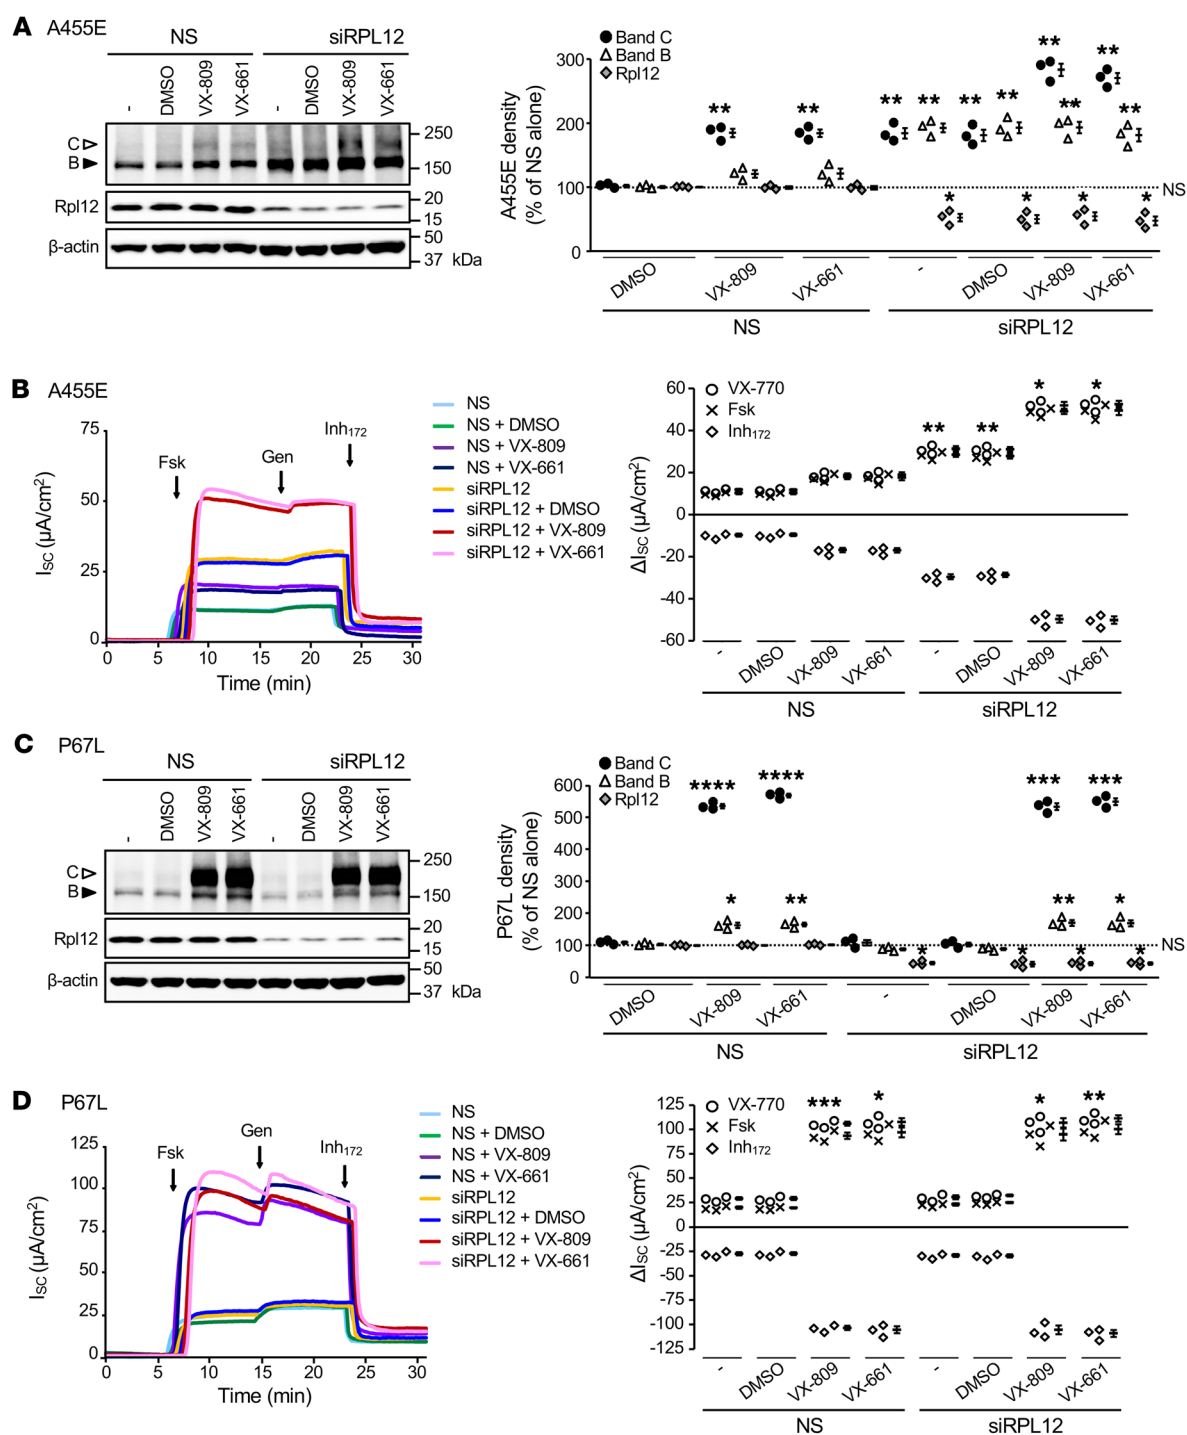 A A455E
NS siRPL12
- DMSO VX-809 VX-661 - DMSO VX-809 VX-661
C
B
250
150
Rpl12
20
15
β-actin
50
37 kDa
Band C
Band B
Rpl12
A455E density
(% of NS alone)
300
200
100
0
** ** ** ** ** ** ** ** ** **
* * * *
NS
DMSO VX-809 VX-661 - DMSO VX-809 VX-661
NS siRPL12
B A455E
75
50
25
0
ISC (μA/cm2)
Fsk Gen Inh172
0 5 10 15 20 25 30
Time (min)
NS
NS + DMSO
NS + VX-809
NS + VX-661
siRPL12
siRPL12 + DMSO
siRPL12 + VX-809
siRPL12 + VX-661
VX-770
Fsk
Inh172
ΔISC (μA/cm2)
60
40
20
0
-20
-40
-60
** ** * *
- DMSO VX-809 VX-661 - DMSO VX-809 VX-661
NS siRPL12
C P67L
NS siRPL12
- DMSO VX-809 VX-661 - DMSO VX-809 VX-661
C
B
250
150
Rpl12
20
15
β-actin
50
37 kDa
Band C
Band B
Rpl12
P67L density
(% of NS alone)
600
500
400
300
200
100
0
**** **** *** ***
* ** ** *
* * * *
NS
DMSO VX-809 VX-661 - DMSO VX-809 VX-661
NS siRPL12
D P67L
125
100
75
50
25
0
ISC (μA/cm2)
Fsk Gen Inh172
0 5 10 15 20 25 30
Time (min)
NS
NS + DMSO
NS + VX-809
NS + VX-661
siRPL12
siRPL12 + DMSO
siRPL12 + VX-809
siRPL12 + VX-661
VX-770
Fsk
Inh172
ΔISC (μA/cm2)
125
100
75
50
25
0
-25
-50
-75
-100
-125
*** * * **
- DMSO VX-809 VX-661 - DMSO VX-809 VX-661
NS siRPL12